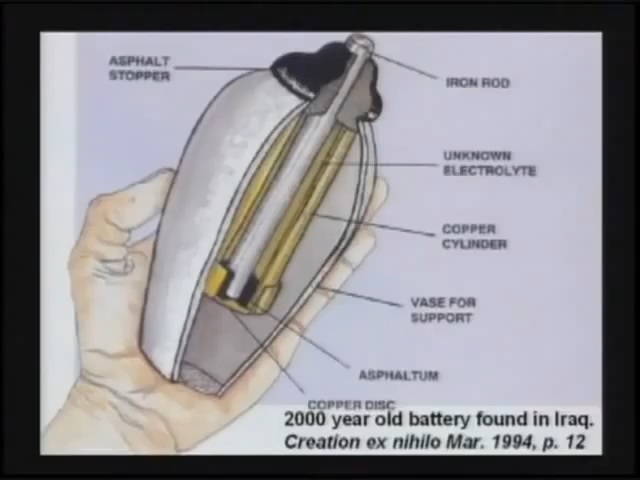 ASPHALT
STOPPER
IRON ROD
UNKNOWN
ELECTROLYTE
COPPER
CYLINDER
VASE FOR
SUPPORT
ASPHALTUM
COPPER DISC
2000 year old battery found in Iraq.
Creation ex nihilo Mar. 1994, p. 12